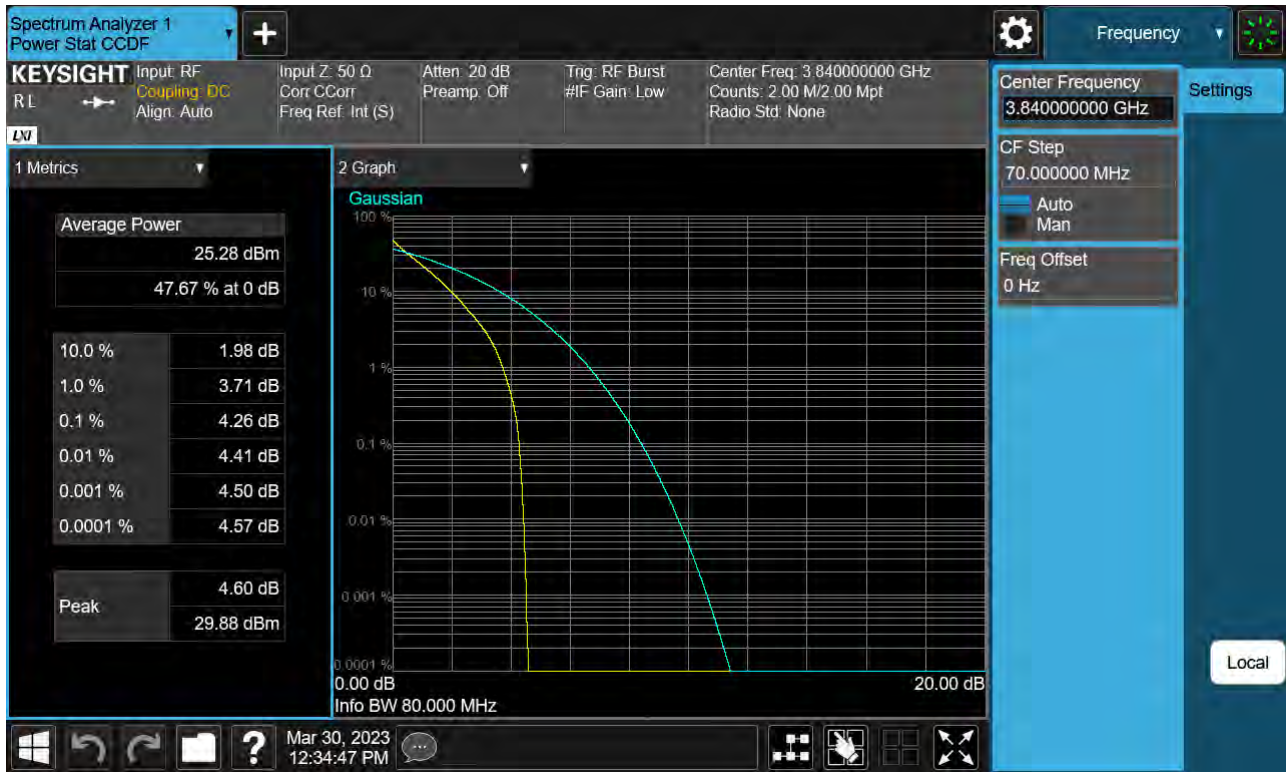 Spectrum Analyzer 1
Power Stat CCDF
+
Frequency
KEYSIGHT
RL
LXI
Input: RF
Coupling: DC
Align: Auto
Input Z: 50 Ω
Corr CCorr
Freq Ref: Int (S)
Atten: 20 dB
Preamp: Off
Trig: RF Burst
#IF Gain: Low
Center Freq: 3.840000000 GHz
Counts: 2.00 M/2.00 Mpt
Radio Std: None
Center Frequency
3.840000000 GHz
Settings
CF Step
70.000000 MHz
Auto
Man
Freq Offset
0 Hz
Local
1 Metrics
Average Power
25.28 dBm
47.67 % at 0 dB
10.0 % 1.98 dB
1.0 % 3.71 dB
0.1 % 4.26 dB
0.01 % 4.41 dB
0.001 % 4.50 dB
0.0001 % 4.57 dB
Peak
4.60 dB
29.88 dBm
2 Graph
Gaussian
100 %
10 %
1 %
0.1 %
0.01 %
0.001 %
0.0001 %
0.00 dB 20.00 dB
Info BW 80.000 MHz
?
Mar 30, 2023
12:34:47 PM